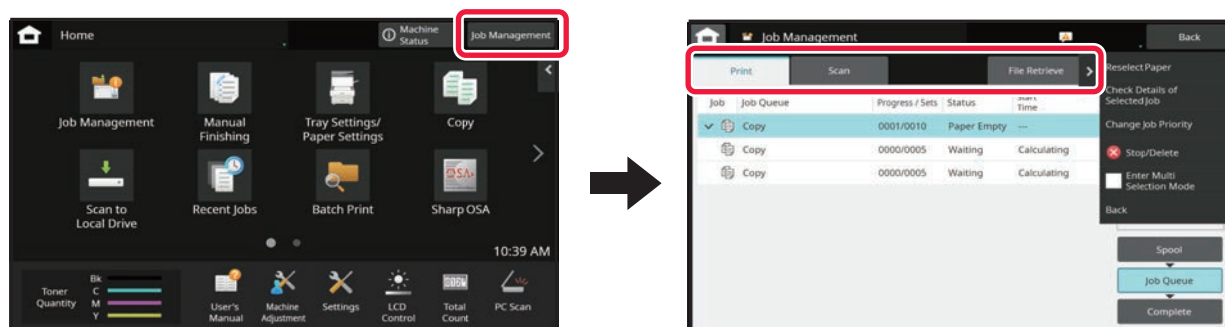 Home
Machine
Status
Job Management
Job Management
Manual
Finishing
Tray Settings/
Paper Settings
Copy
OSA
Scan to
Local Drive
Recent Jobs
Batch Print
Sharp OSA
10:39 AM
Toner
Quantity
Bk
C
M
Y
User's
Manual
Machine
Adjustment
Settings
LCD
Control
Total
Count
PC Scan
Job Management
Back
Print
Scan
File Retrieve
Reselect Paper
Check Details of
Selected Job
Change Job Priority
Stop/Delete
Enter Multi
Selection Mode
Back
Job Job Queue Progress / Sets Status Start
Time
Copy 0001/0010 Paper Empty ---
Copy 0000/0005 Waiting Calculating
Copy 0000/0005 Waiting Calculating
Spool
Job Queue
Complete